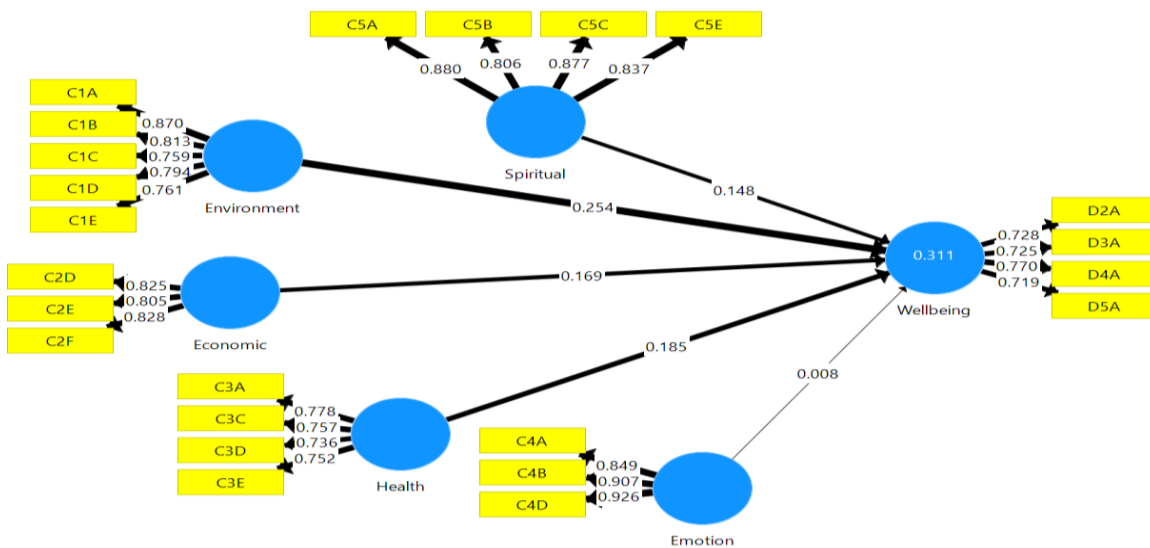 C5A
C5B
C5C
C5E
0.880
0.806
0.877
0.837
Spiritual
C1A
C1B
C1C
C1D
C1E
0.870
0.813
0.759
0.794
0.761
Environment
0.148
0.254
C2D
C2E
C2F
0.825
0.805
0.828
Economic
0.169
0.311
Wellbeing
0.728
0.725
0.770
0.719
D2A
D3A
D4A
D5A
C3A
C3C
C3D
C3E
0.778
0.757
0.736
0.752
Health
0.185
0.008
C4A
C4B
C4D
0.849
0.907
0.926
Emotion